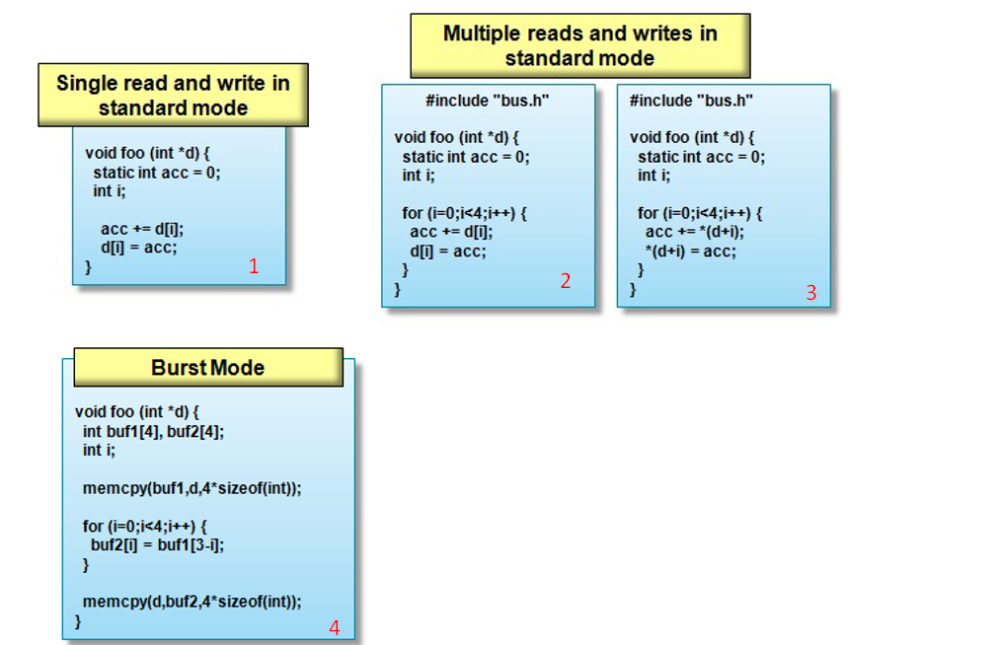 Single read and write in
standard mode
void foo (int *d) {
static int acc = 0;
int i;
acc += d[i];
d[i] = acc;
}
1
Multiple reads and writes in
standard mode
#include "bus.h"
void foo (int *d) {
static int acc = 0;
int i;
for (i=0;i<4;i++) {
acc += d[i];
d[i] = acc;
}
}
2
#include "bus.h"
void foo (int *d) {
static int acc = 0;
int i;
for (i=0;i<4;i++) {
acc += *(d+i);
*(d+i) = acc;
}
}
3
Burst Mode
void foo (int *d) {
int buf1[4], buf2[4];
int i;
memcpy(buf1,d,4*sizeof(int));
for (i=0;i<4;i++) {
buf2[i] = buf1[3-i];
}
memcpy(d,buf2,4*sizeof(int));
}
4